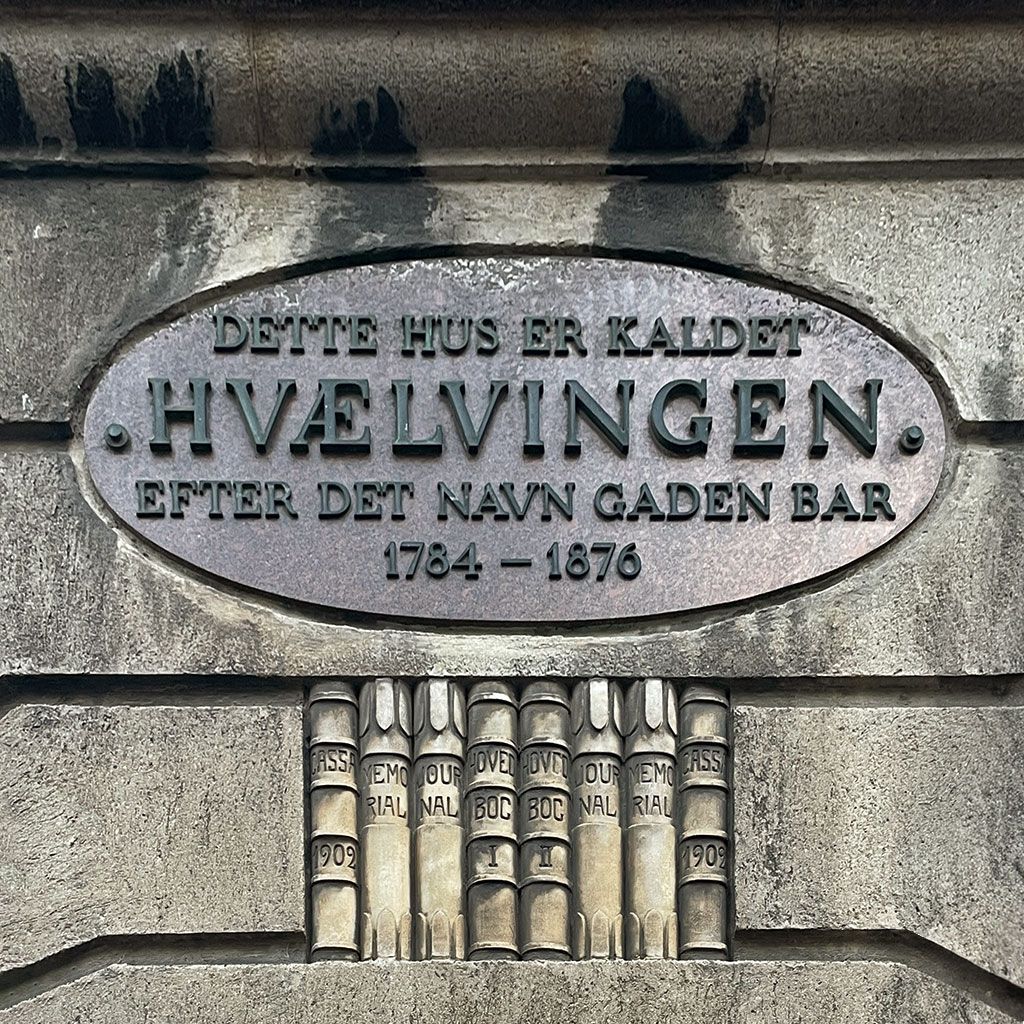 DETTE HUS ER KALDET
HVÆLVINGEN
EFTER DET NAVN GADEN BAR
1784 – 1876
CASSA
1909
MEMO
RIAL
JOUR
NAL
HOVED
BOG
I
HOVED
BOG
II
JOUR
NAL
MEMO
RIAL
CASSA
1909